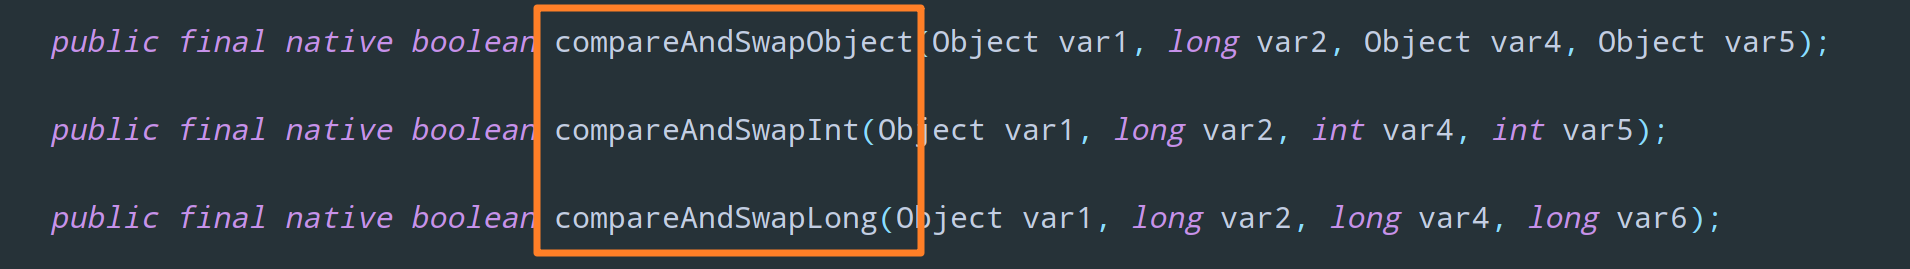 public final native boolean compareAndSwapObject(Object var1, long var2, Object var4, Object var5);
public final native boolean compareAndSwapInt(Object var1, long var2, int var4, int var5);
public final native boolean compareAndSwapLong(Object var1, long var2, long var4, long var6);